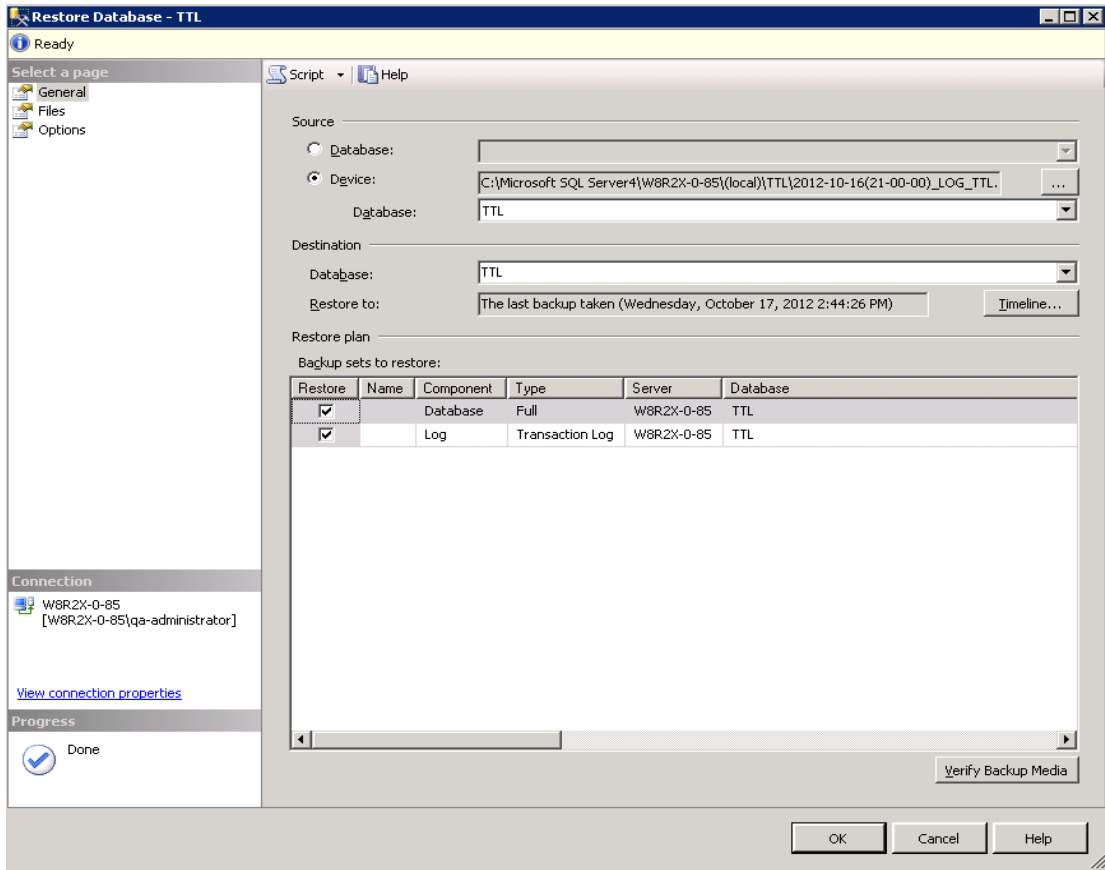 Restore Database - TTL
Ready
Select a page
General
Files
Options
Script Help
Source
Database:
Device: C:\Microsoft SQL Server4\W8R2X-0-85\(local)\TTL\2012-10-16(21-00-00)_LOG_TTL. ...
Database: TTL
Destination
Database: TTL
Restore to: The last backup taken (Wednesday, October 17, 2012 2:44:26 PM) Timeline...
Restore plan
Backup sets to restore:
Restore Name Component Type Server Database
Database Full W8R2X-0-85 TTL
Log Transaction Log W8R2X-0-85 TTL
Connection
W8R2X-0-85
[W8R2X-0-85\qa-administrator]
View connection properties
Progress
Done
Verify Backup Media
OK Cancel Help